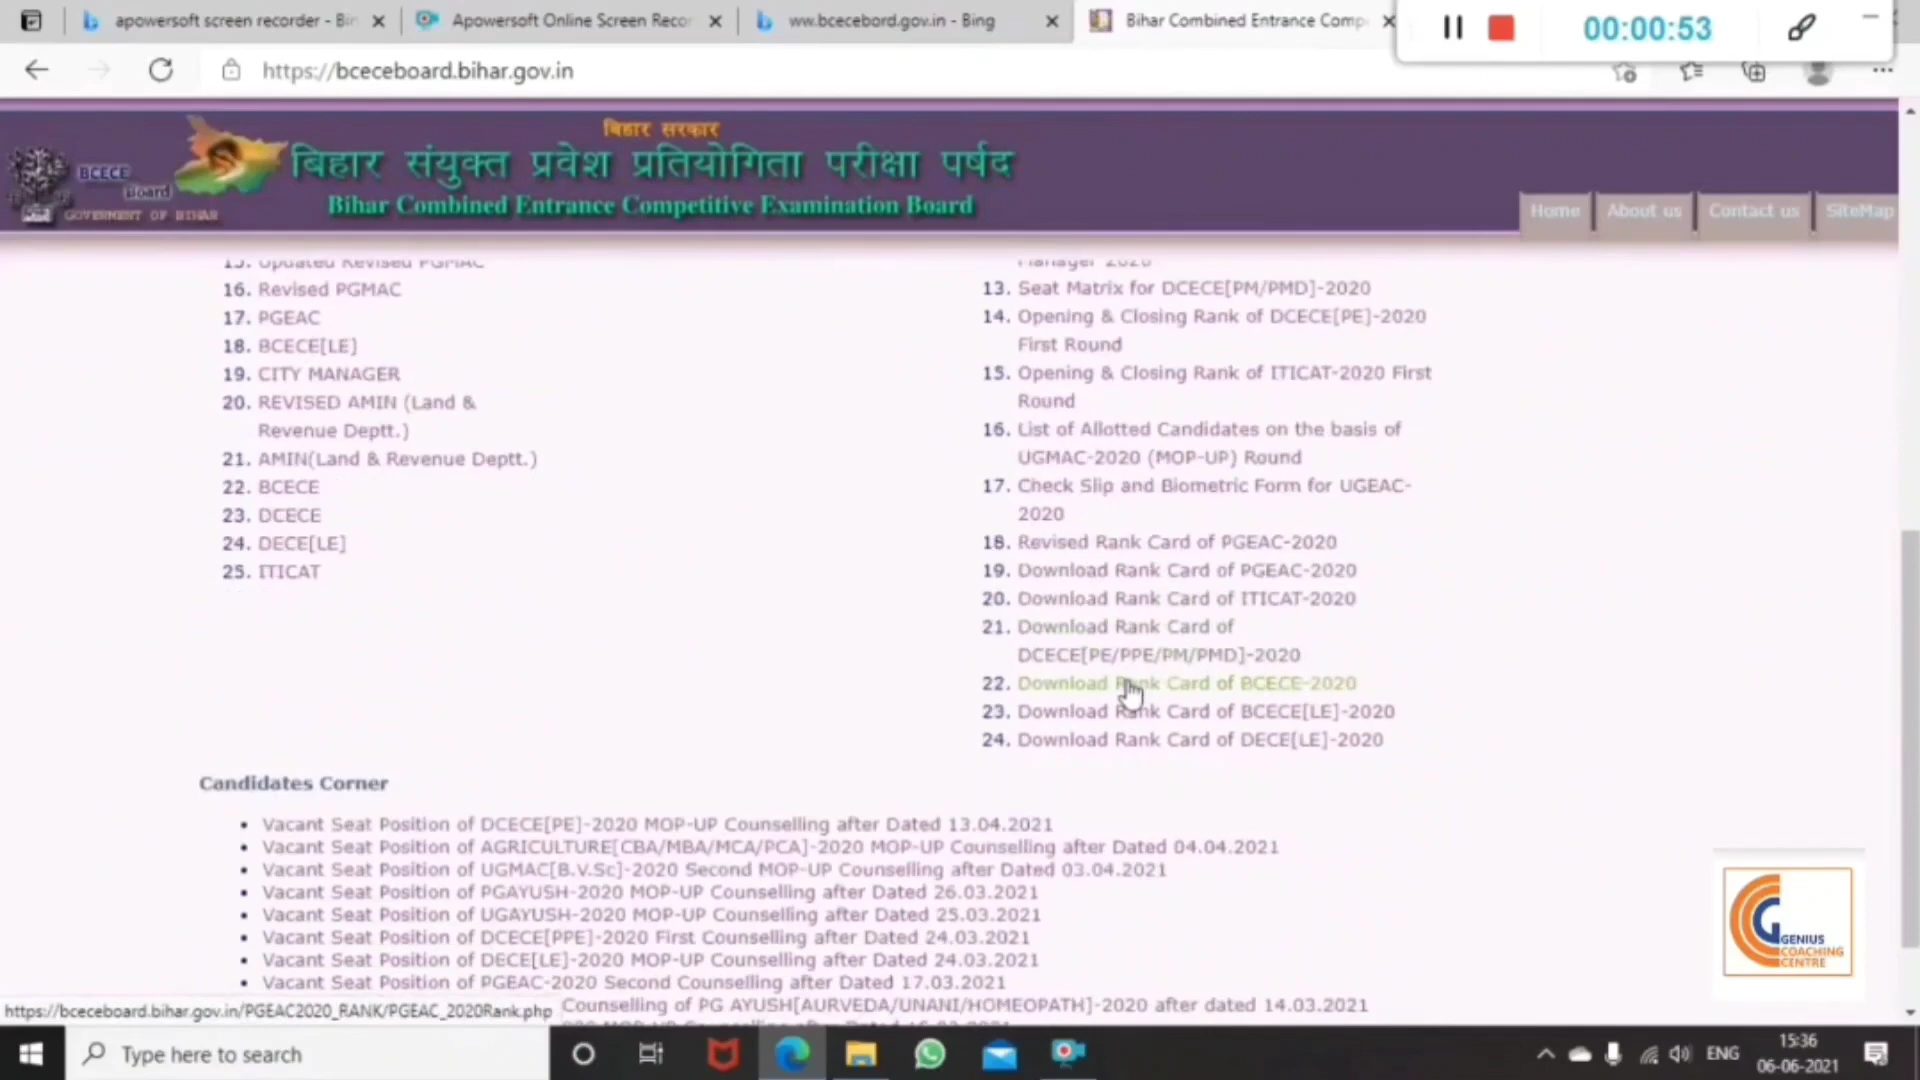 apowersoft screen recorder - Bin
Apowersoft Online Screen Recor
ww.bcecebord.gov.in - Bing
Bihar Combined Entrance Comp
00:00:53
https://bceceboard.bihar.gov.in
बिहार सरकार
बिहार संयुक्त प्रवेश प्रतियोगिता परीक्षा पर्षद
BCECE
Board
GOVERNMENT OF BIHAR
Bihar Combined Entrance Competitive Examination Board
Home
About us
Contact us
SiteMap
15. Updated Revised PGMAC
16. Revised PGMAC
17. PGEAC
18. BCECE[LE]
19. CITY MANAGER
20. REVISED AMIN (Land &
Revenue Deptt.)
21. AMIN(Land & Revenue Deptt.)
22. BCECE
23. DCECE
24. DECE[LE]
25. ITICAT
Manager 2020
13. Seat Matrix for DCECE[PM/PMD]-2020
14. Opening & Closing Rank of DCECE[PE]-2020
First Round
15. Opening & Closing Rank of ITICAT-2020 First
Round
16. List of Allotted Candidates on the basis of
UGMAC-2020 (MOP-UP) Round
17. Check Slip and Biometric Form for UGEAC-
2020
18. Revised Rank Card of PGEAC-2020
19. Download Rank Card of PGEAC-2020
20. Download Rank Card of ITICAT-2020
21. Download Rank Card of
DCECE[PE/PPE/PM/PMD]-2020
22. Download Rank Card of BCECE-2020
23. Download Rank Card of BCECE[LE]-2020
24. Download Rank Card of DECE[LE]-2020
Candidates Corner
• Vacant Seat Position of DCECE[PE]-2020 MOP-UP Counselling after Dated 13.04.2021
• Vacant Seat Position of AGRICULTURE[CBA/MBA/MCA/PCA]-2020 MOP-UP Counselling after Dated 04.04.2021
• Vacant Seat Position of UGMAC[B.V.Sc]-2020 Second MOP-UP Counselling after Dated 03.04.2021
• Vacant Seat Position of PGAYUSH-2020 MOP-UP Counselling after Dated 26.03.2021
• Vacant Seat Position of UGAYUSH-2020 MOP-UP Counselling after Dated 25.03.2021
• Vacant Seat Position of DCECE[PPE]-2020 First Counselling after Dated 24.03.2021
• Vacant Seat Position of DECE[LE]-2020 MOP-UP Counselling after Dated 24.03.2021
• Vacant Seat Position of PGEAC-2020 Second Counselling after Dated 17.03.2021
Counselling of PG AYUSH[AURVEDA/UNANI/HOMEOPATH]-2020 after dated 14.03.2021
https://bceceboard.bihar.gov.in/PGEAC2020_RANK/PGEAC_2020Rank.php
GENIUS
COACHING
CENTRE
Type here to search
ENG
15:36
06-06-2021